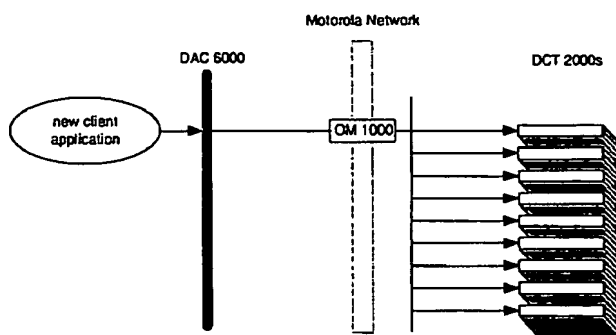 Motorola Network
DAC 6000
DCT 2000s
new client
application
OM 1000